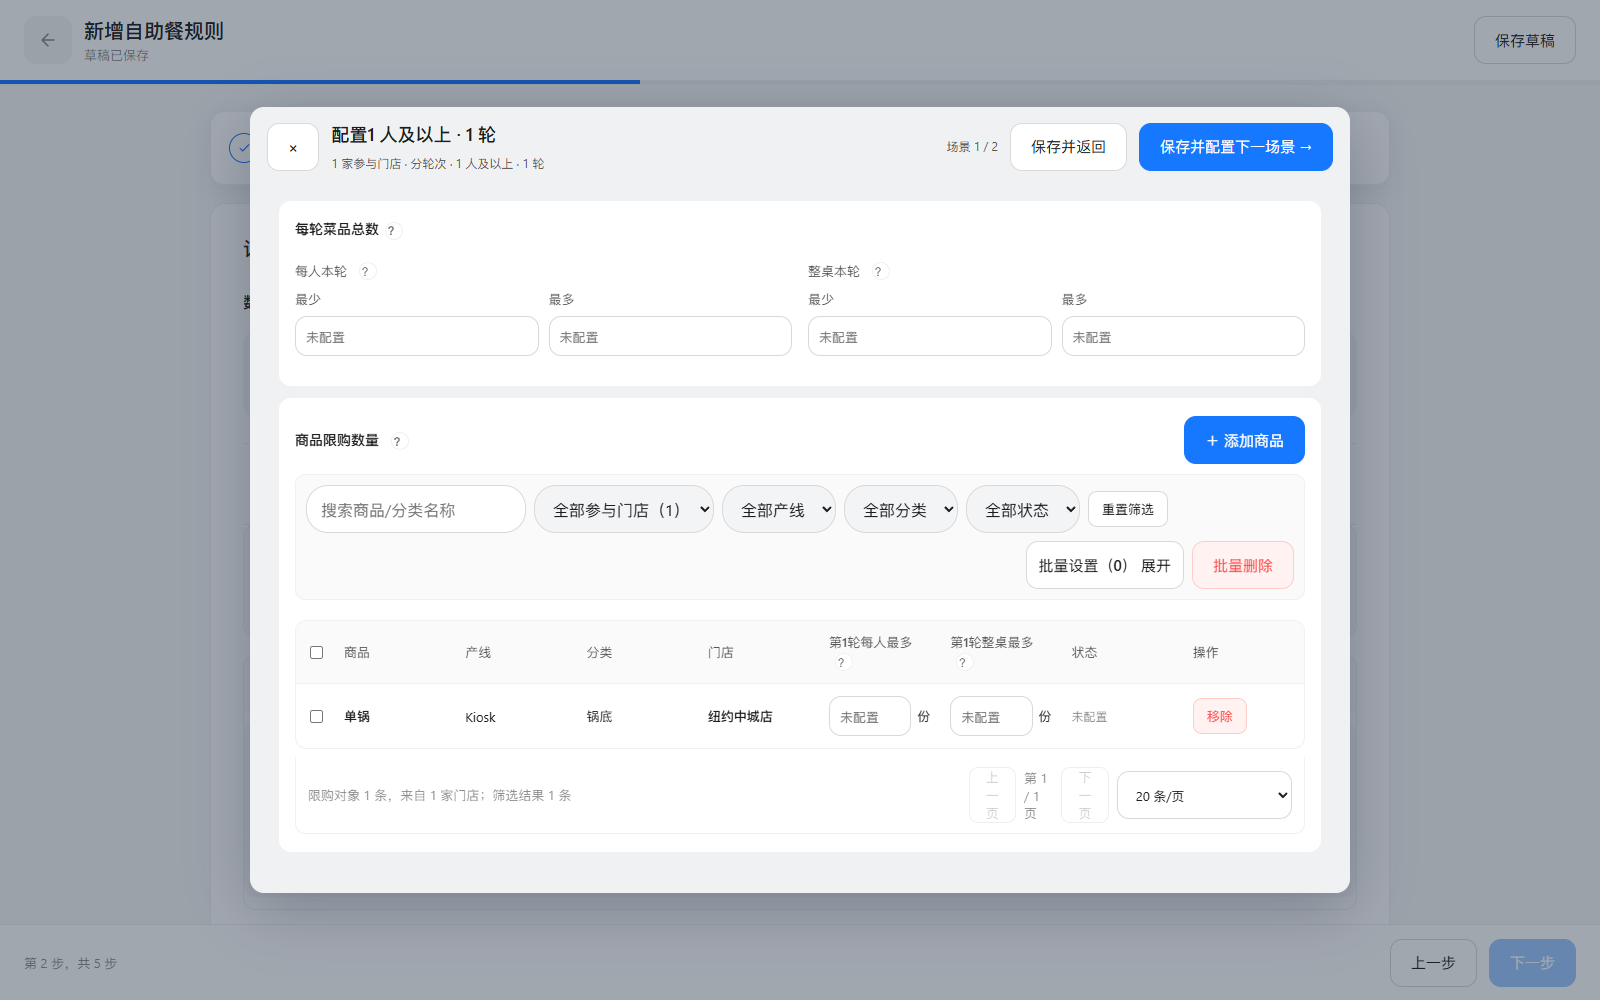 新增自助餐规则
草稿已保存
保存草稿
×
配置1 人及以上 · 1 轮
1 家参与门店 · 分轮次 · 1 人及以上 · 1 轮
场景 1 / 2
保存并返回
保存并配置下一场景 →
每轮菜品总数 ?
每人本轮 ?
整桌本轮 ?
最少
最多
最少
最多
未配置
未配置
未配置
未配置
商品限购数量 ?
＋ 添加商品
搜索商品/分类名称
全部参与门店（1）
全部产线
全部分类
全部状态
重置筛选
批量设置（0） 展开
批量删除
商品
产线
分类
门店
第1轮每人最多
?
第1轮整桌最多
?
状态
操作
单锅
Kiosk
锅底
纽约中城店
未配置 份
未配置 份
未配置
移除
限购对象 1 条，来自 1 家门店；筛选结果 1 条
上一页
第 1 / 1 页
下一页
20 条/页
第 2 步，共 5 步
上一步
下一步